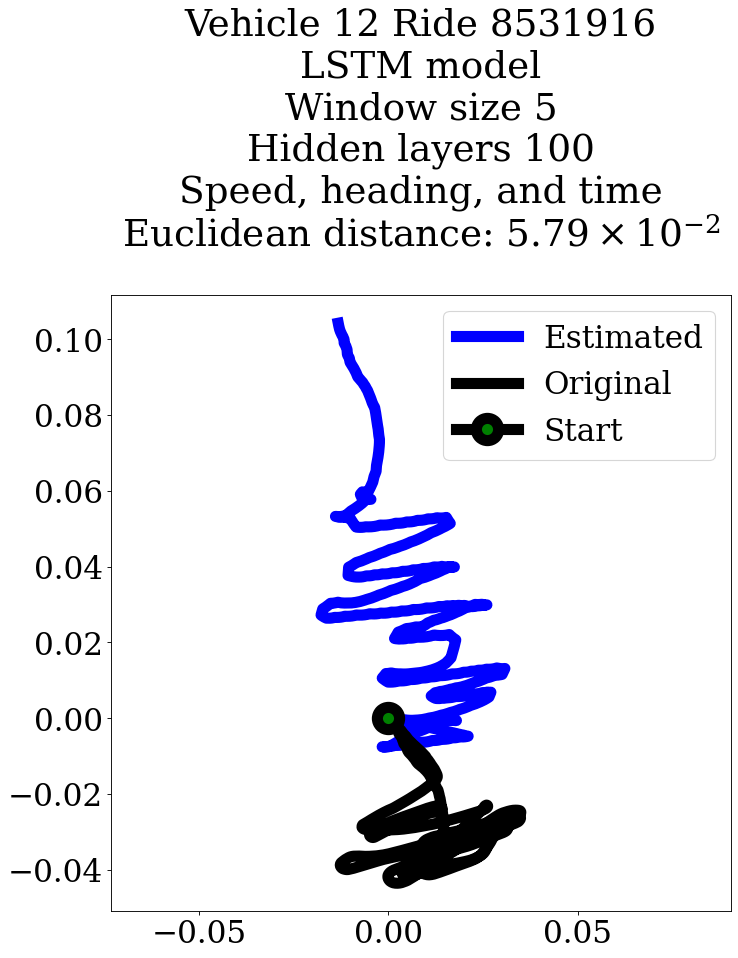 Vehicle 12 Ride 8531916
LSTM model
Window size 5
Hidden layers 100
Speed, heading, and time
Euclidean distance: 5.79 × 10⁻²
Estimated
Original
Start
0.10
0.08
0.06
0.04
0.02
0.00
−0.02
−0.04
−0.05 0.00 0.05